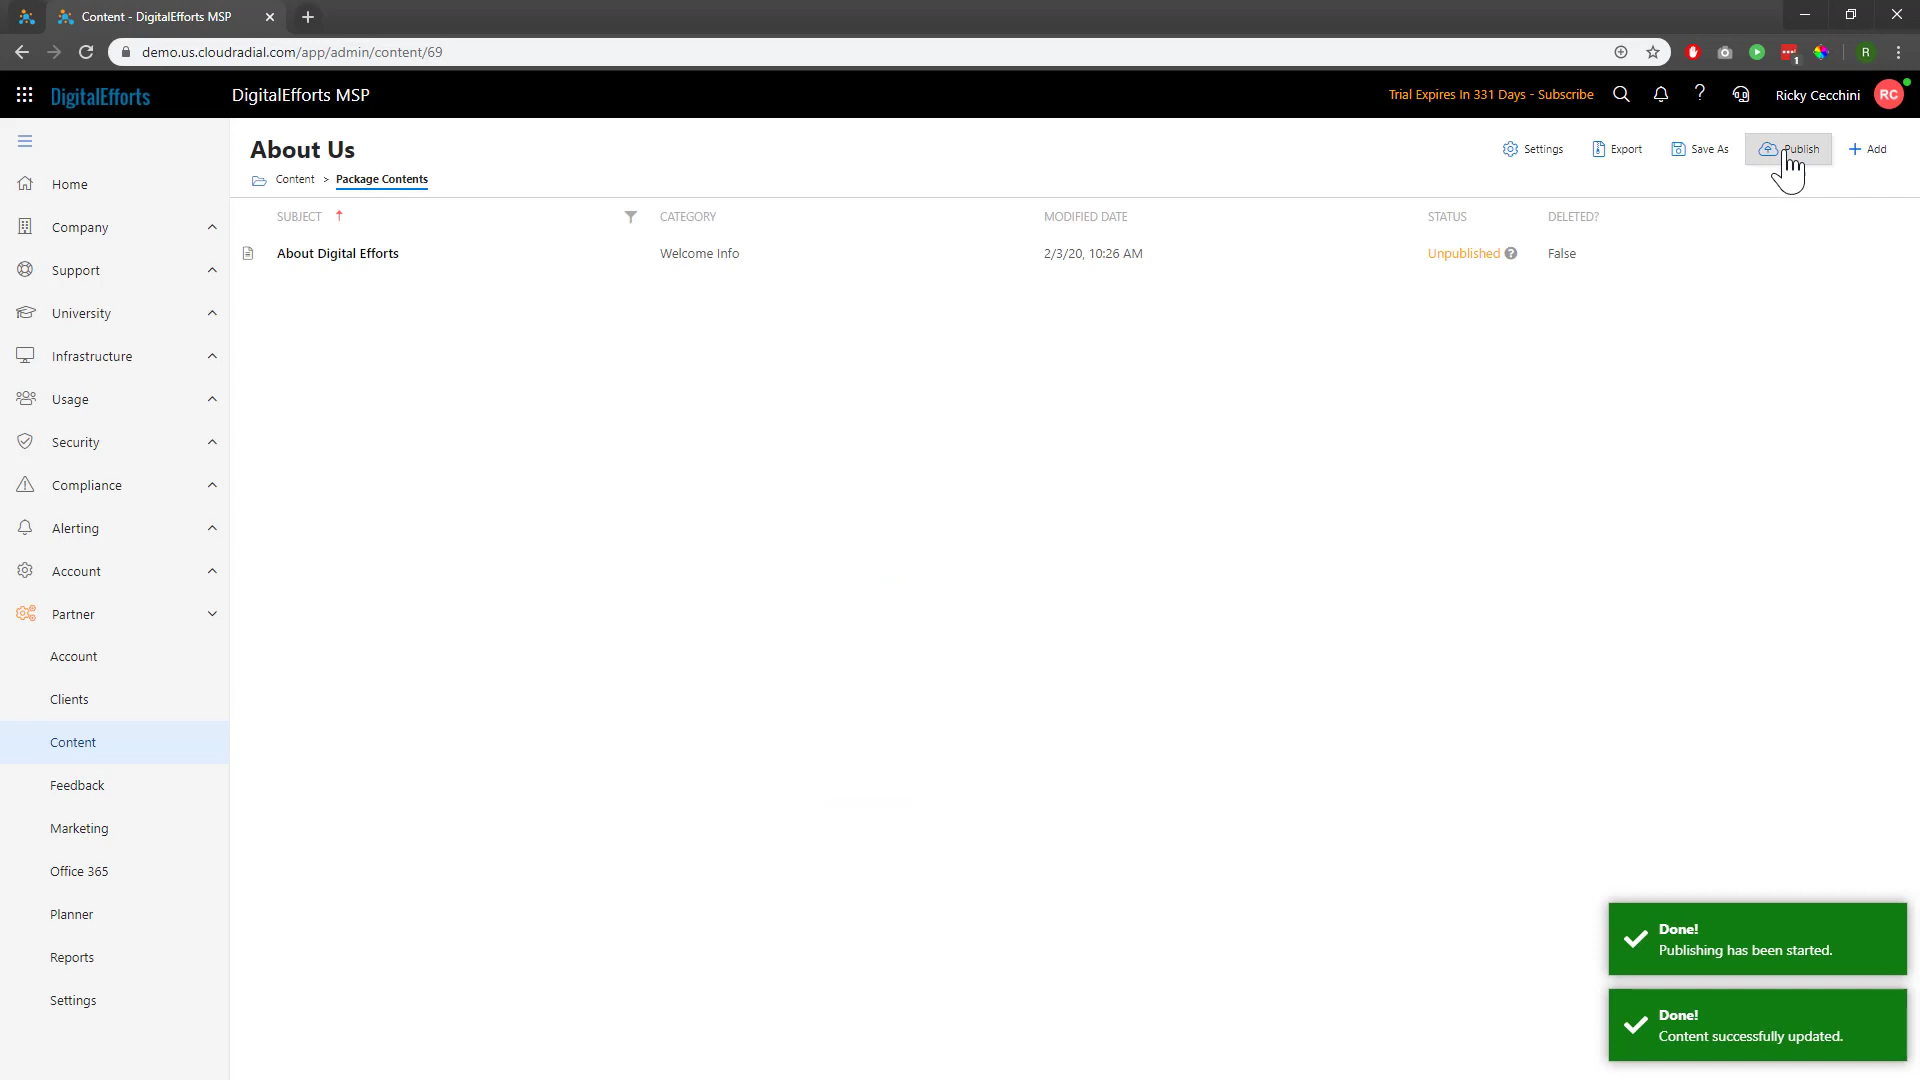 Content - DigitalEfforts MSP
demo.us.cloudradial.com/app/admin/content/69
1
R
DigitalEfforts
DigitalEfforts MSP
Trial Expires In 331 Days - Subscribe
?
Ricky Cecchini
RC
About Us
Settings
Export
Save As
Publish
+ Add
Content > Package Contents
SUBJECT
CATEGORY
MODIFIED DATE
STATUS
DELETED?
About Digital Efforts
Welcome Info
2/3/20, 10:26 AM
Unpublished ?
False
Home
Company
Support
University
Infrastructure
Usage
Security
Compliance
Alerting
Account
Partner
Account
Clients
Content
Feedback
Marketing
Office 365
Planner
Reports
Settings
Done!
Publishing has been started.
Done!
Content successfully updated.